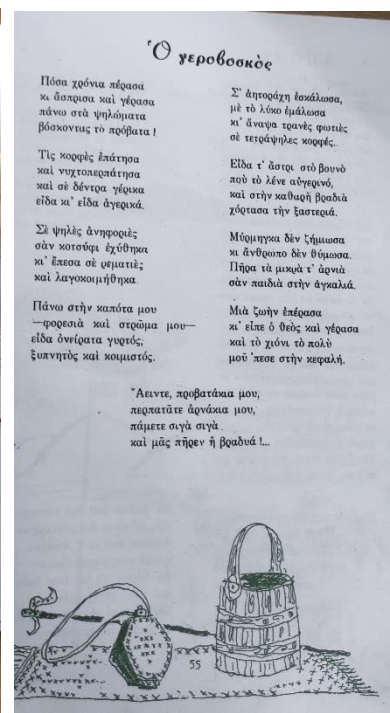 Ὁ γεροβοσκὸς
Πόσα χρόνια πέρασα
κι ἄσπρισα καὶ γέρασα
πάνω στὰ ψηλώματα
βόσκοντας τὸ πρόβατα !
Τὶς κορφὲς ἐπάτησα
καὶ νυχτοπερπάτησα
καὶ σὲ δέντρα γέρικα
εἶδα κι' εἶδα ἀγερικά.
Σὲ ψηλὲς ἀνηφοριὲς
σὰν κοτσύφι ἐχύθηκα
κι' ἔπεσα σὲ ρεματιὲς
καὶ λαγοκοιμήθηκα.
Πάνω στὴν καπότα μου
—φορεσιὰ καὶ στρῶμα μου—
εἶδα ὀνείρατα γυρτός,
ξυπνητὸς καὶ κοιμιστός.
Σ' ἀητοράχη ἐσκάλωσα,
μὲ τὸ λύκο ἐμάλωσα
κι' ἄναψα τρανὲς φωτιὲς
σὲ τετράψηλες κορφές.
Εἶδα τ' ἄστρι στὸ βουνὸ
ποὺ τὸ λένε αὐγερινό,
καὶ στὴν καθαρὴ βραδιὰ
χόρτασα τὴν ξαστεριά.
Μύρμηγκα δὲν ζήμιωσα
κι ἄνθρωπο δὲν θύμωσα.
Πῆρα τὰ μικρὰ τ' ἀρνιὰ
σὰν παιδιὰ στὴν ἀγκαλιά.
Μιὰ ζωὴν ἐπέρασα
κι' εἶπε ὁ θεὸς καὶ γέρασα
καὶ τὸ χιόνι τὸ πολὺ
μοῦ 'πεσε στὴν κεφαλή.
Ἄειντε, προβατάκια μου,
περπατᾶτε ἀρνάκια μου,
πάμετε σιγὰ σιγὰ
καὶ μᾶς πῆρεν ἡ βραδυά !...
55